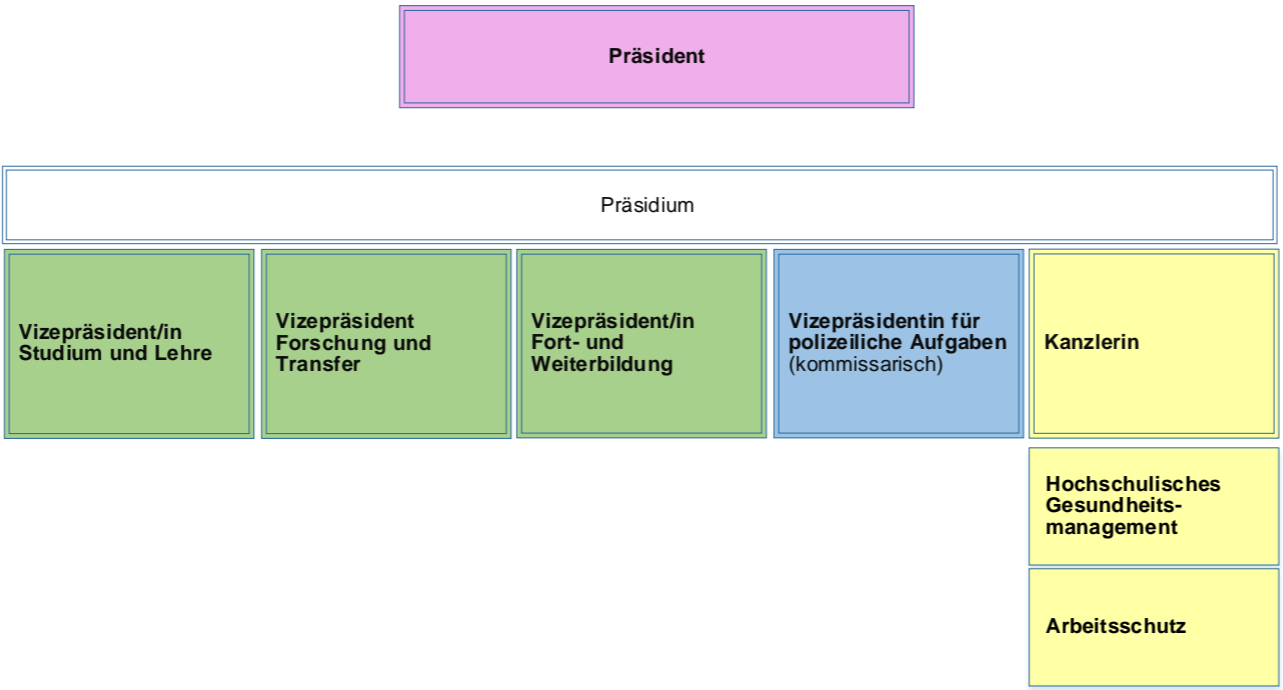 Präsident
Präsidium
Vizepräsident/in
Studium und Lehre
Vizepräsident
Forschung und
Transfer
Vizepräsident/in
Fort- und
Weiterbildung
Vizepräsidentin für
polizeiliche Aufgaben
(kommissarisch)
Kanzlerin
Hochschulisches
Gesundheits-
management
Arbeitsschutz